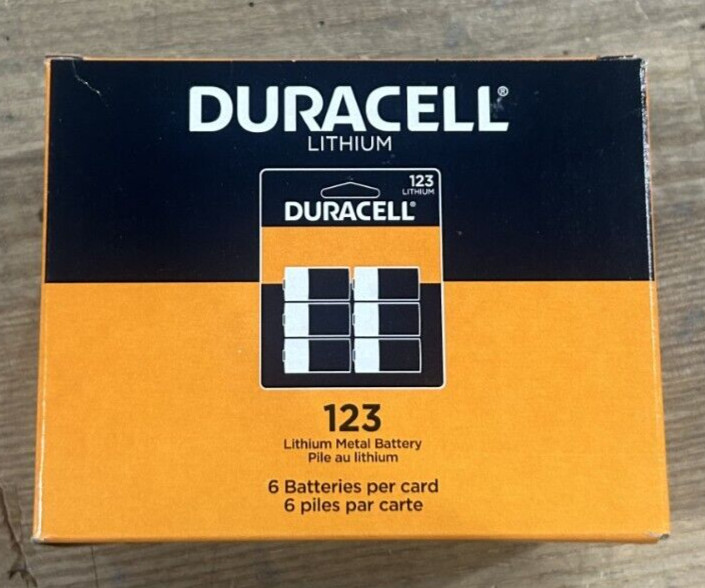 DURACELL®
LITHIUM
123
LITHIUM
DURACELL®
123
Lithium Metal Battery
Pile au lithium
6 Batteries per card
6 piles par carte